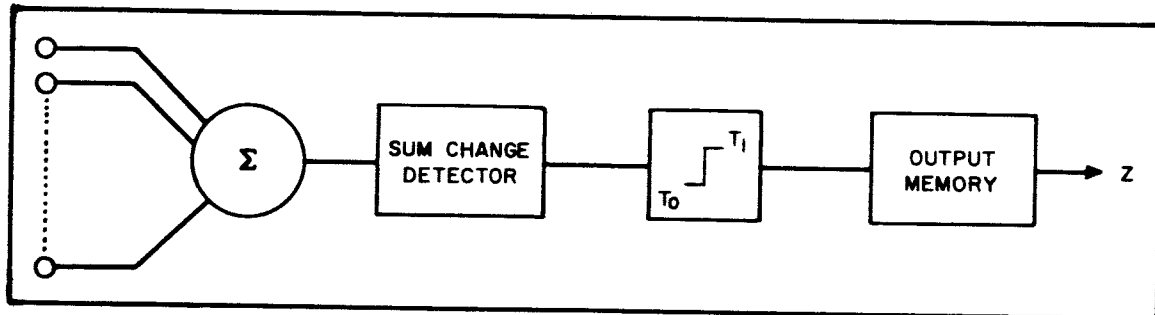 Σ
SUM CHANGE
DETECTOR
T₁
T₀
OUTPUT
MEMORY
Z